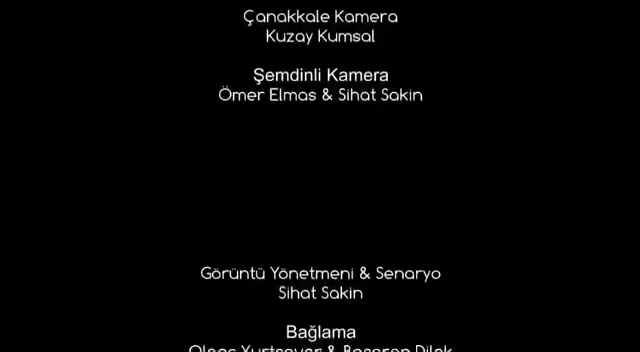 Çanakkale Kamera
Kuzay Kumsal
Şemdinli Kamera
Ömer Elmas & Sihat Sakin
Görüntü Yönetmeni & Senaryo
Sihat Sakin
Bağlama